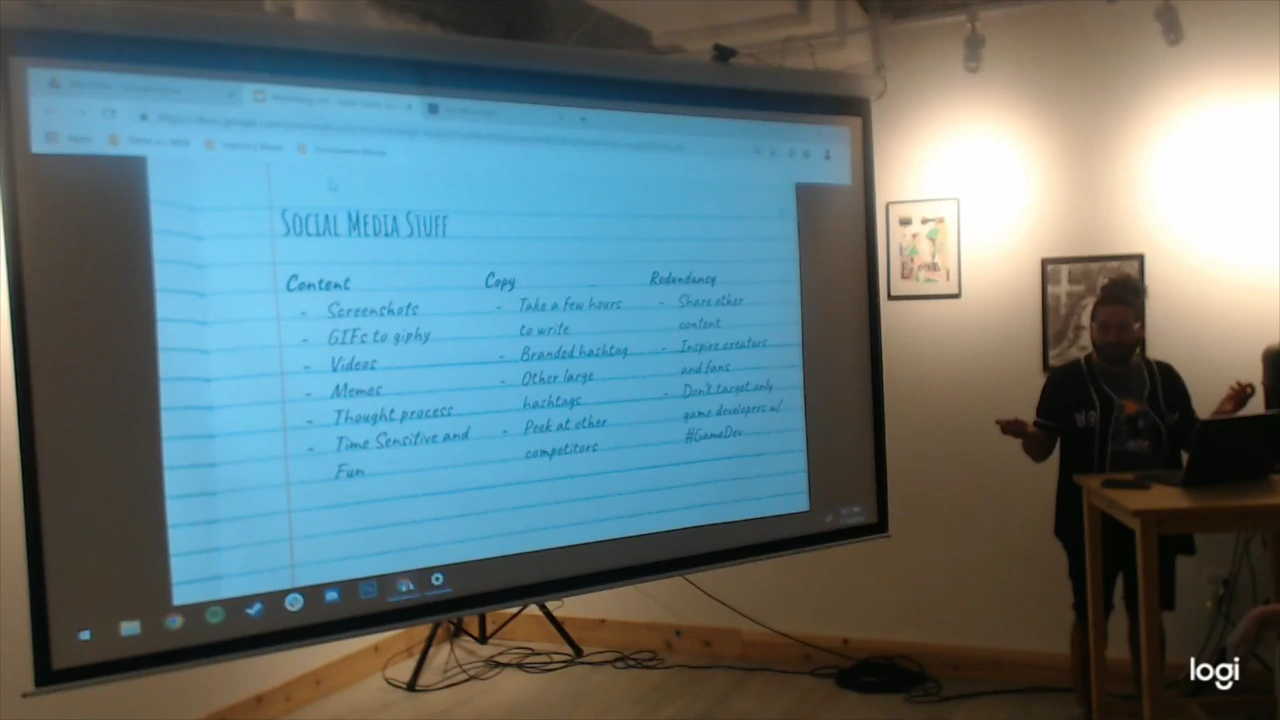 Social Media Stuff
Content
- Screenshots
- GIFs to giphy
- Videos
- Memes
- Thought process
- Time Sensitive and
Fun
Copy
- Take a few hours
to write
- Branded hashtag
- Other large
hashtags
- Peek at other
competitors
Redundancy
- Share other
content
- Inspire creators
and fans
- Don't target only
game developers w/
#GameDev
logi